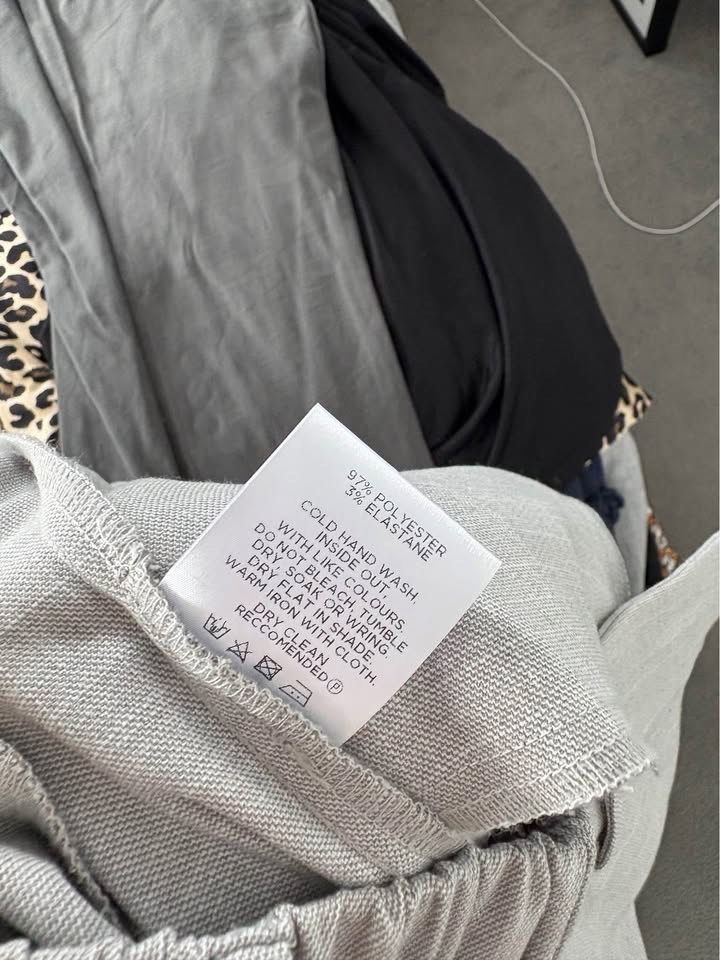 97% POLYESTER
3% ELASTANE
COLD HAND WASH,
INSIDE OUT,
WITH LIKE COLOURS.
DO NOT BLEACH, TUMBLE
DRY, SOAK OR WRING.
DRY FLAT IN SHADE.
WARM IRON WITH CLOTH.
DRY CLEAN
RECCOMENDED Ⓟ